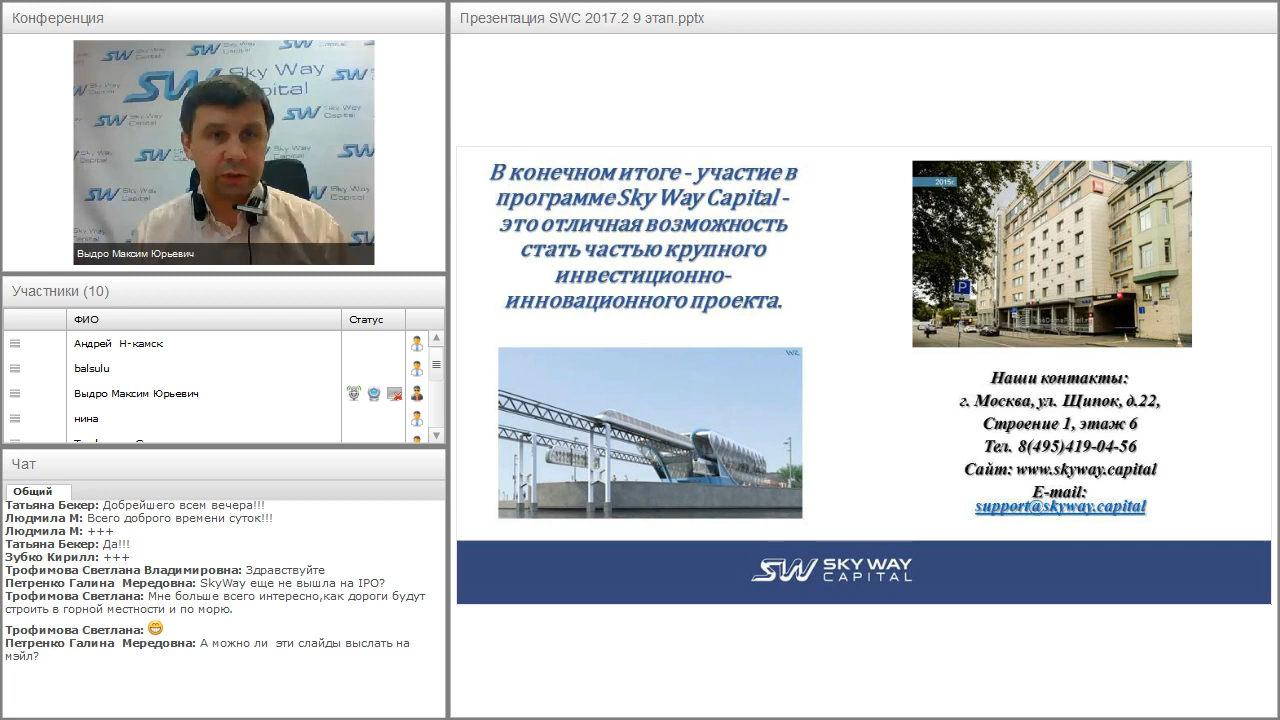 Конференция
SW Sky Way Capital
Выдро Максим Юрьевич
Участники (10)
ФИО
Статус
Андрей Н-камск
balsulu
Выдро Максим Юрьевич
нина
Чат
Общий
Татьяна Бекер: Добрейшего всем вечера!!!
Людмила М: Всего доброго времени суток!!!
Людмила М: +++
Татьяна Бекер: Да!!!
Зубко Кирилл: +++
Трофимова Светлана Владимировна: Здравствуйте
Петренко Галина Мередовна: SkyWay еще не вышла на IPO?
Трофимова Светлана: Мне больше всего интересно,как дороги будут
строить в горной местности и по морю.
Трофимова Светлана:
Петренко Галина Мередовна: А можно ли эти слайды выслать на
мэйл?
Презентация SWC 2017.2 9 этап.pptx
В конечном итоге - участие в
программе Sky Way Capital -
это отличная возможность
стать частью крупного
инвестиционно-
инновационного проекта.
2015г
P
Наши контакты:
г. Москва, ул. Щипок, д.22,
Строение 1, этаж 6
Тел. 8(495)419-04-56
Сайт: www.skyway.capital
E-mail:
support@skyway.capital
SW SKY WAY
CAPITAL